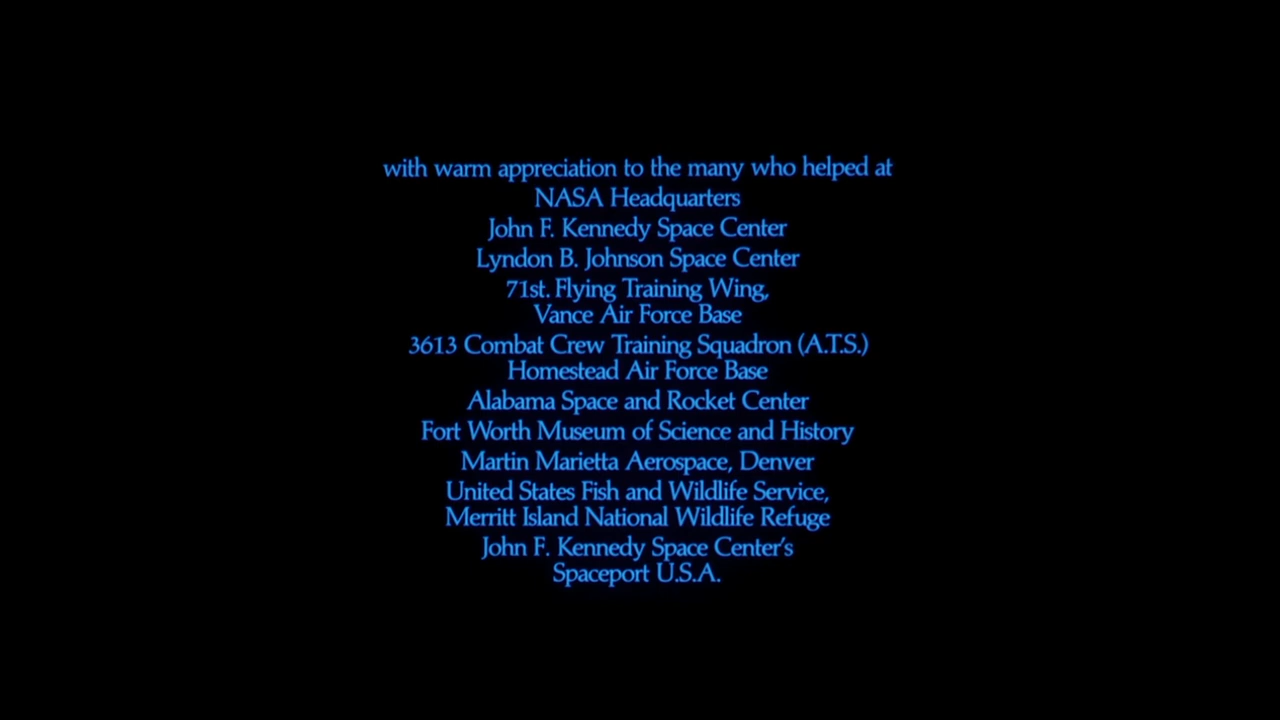 with warm appreciation to the many who helped at
NASA Headquarters
John F. Kennedy Space Center
Lyndon B. Johnson Space Center
71st. Flying Training Wing,
Vance Air Force Base
3613 Combat Crew Training Squadron (A.T.S.)
Homestead Air Force Base
Alabama Space and Rocket Center
Fort Worth Museum of Science and History
Martin Marietta Aerospace, Denver
United States Fish and Wildlife Service,
Merritt Island National Wildlife Refuge
John F. Kennedy Space Center's
Spaceport U.S.A.